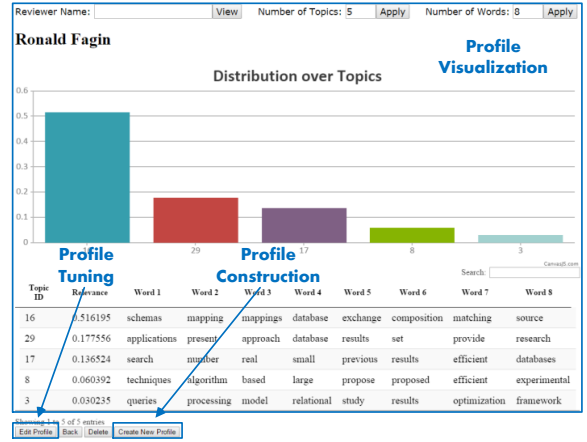 Reviewer Name: View Number of Topics: 5 Apply Number of Words: 8 Apply
Ronald Fagin
Profile
Visualization
Distribution over Topics
0.6
0.5
0.4
0.3
0.2
0.1
0
29 17 8 3
CanvasJS.com
Profile
Tuning
Profile
Construction
Search:
Topic ID Relevance Word 1 Word 2 Word 3 Word 4 Word 5 Word 6 Word 7 Word 8
16 0.516195 schemas mapping mappings database exchange composition matching source
29 0.177556 applications present approach database results set provide research
17 0.136524 search number real small previous results efficient databases
8 0.060392 techniques algorithm based large propose proposed efficient experimental
3 0.030235 queries processing model relational study results optimization framework
Showing 1 to 5 of 5 entries
Edit Profile Back Delete Create New Profile